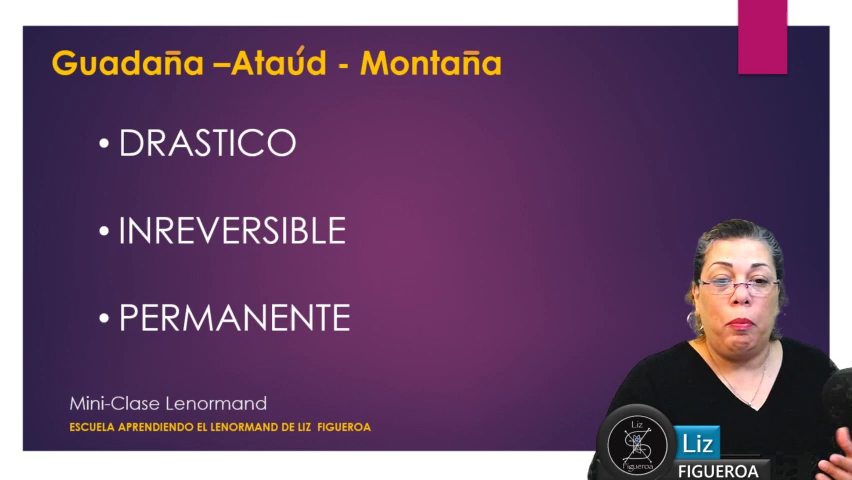 Guadaña –Ataúd - Montaña
• DRASTICO
• INREVERSIBLE
• PERMANENTE
Mini-Clase Lenormand
ESCUELA APRENDIENDO EL LENORMAND DE LIZ FIGUEROA
Liz
Figueroa
Liz
FIGUEROA